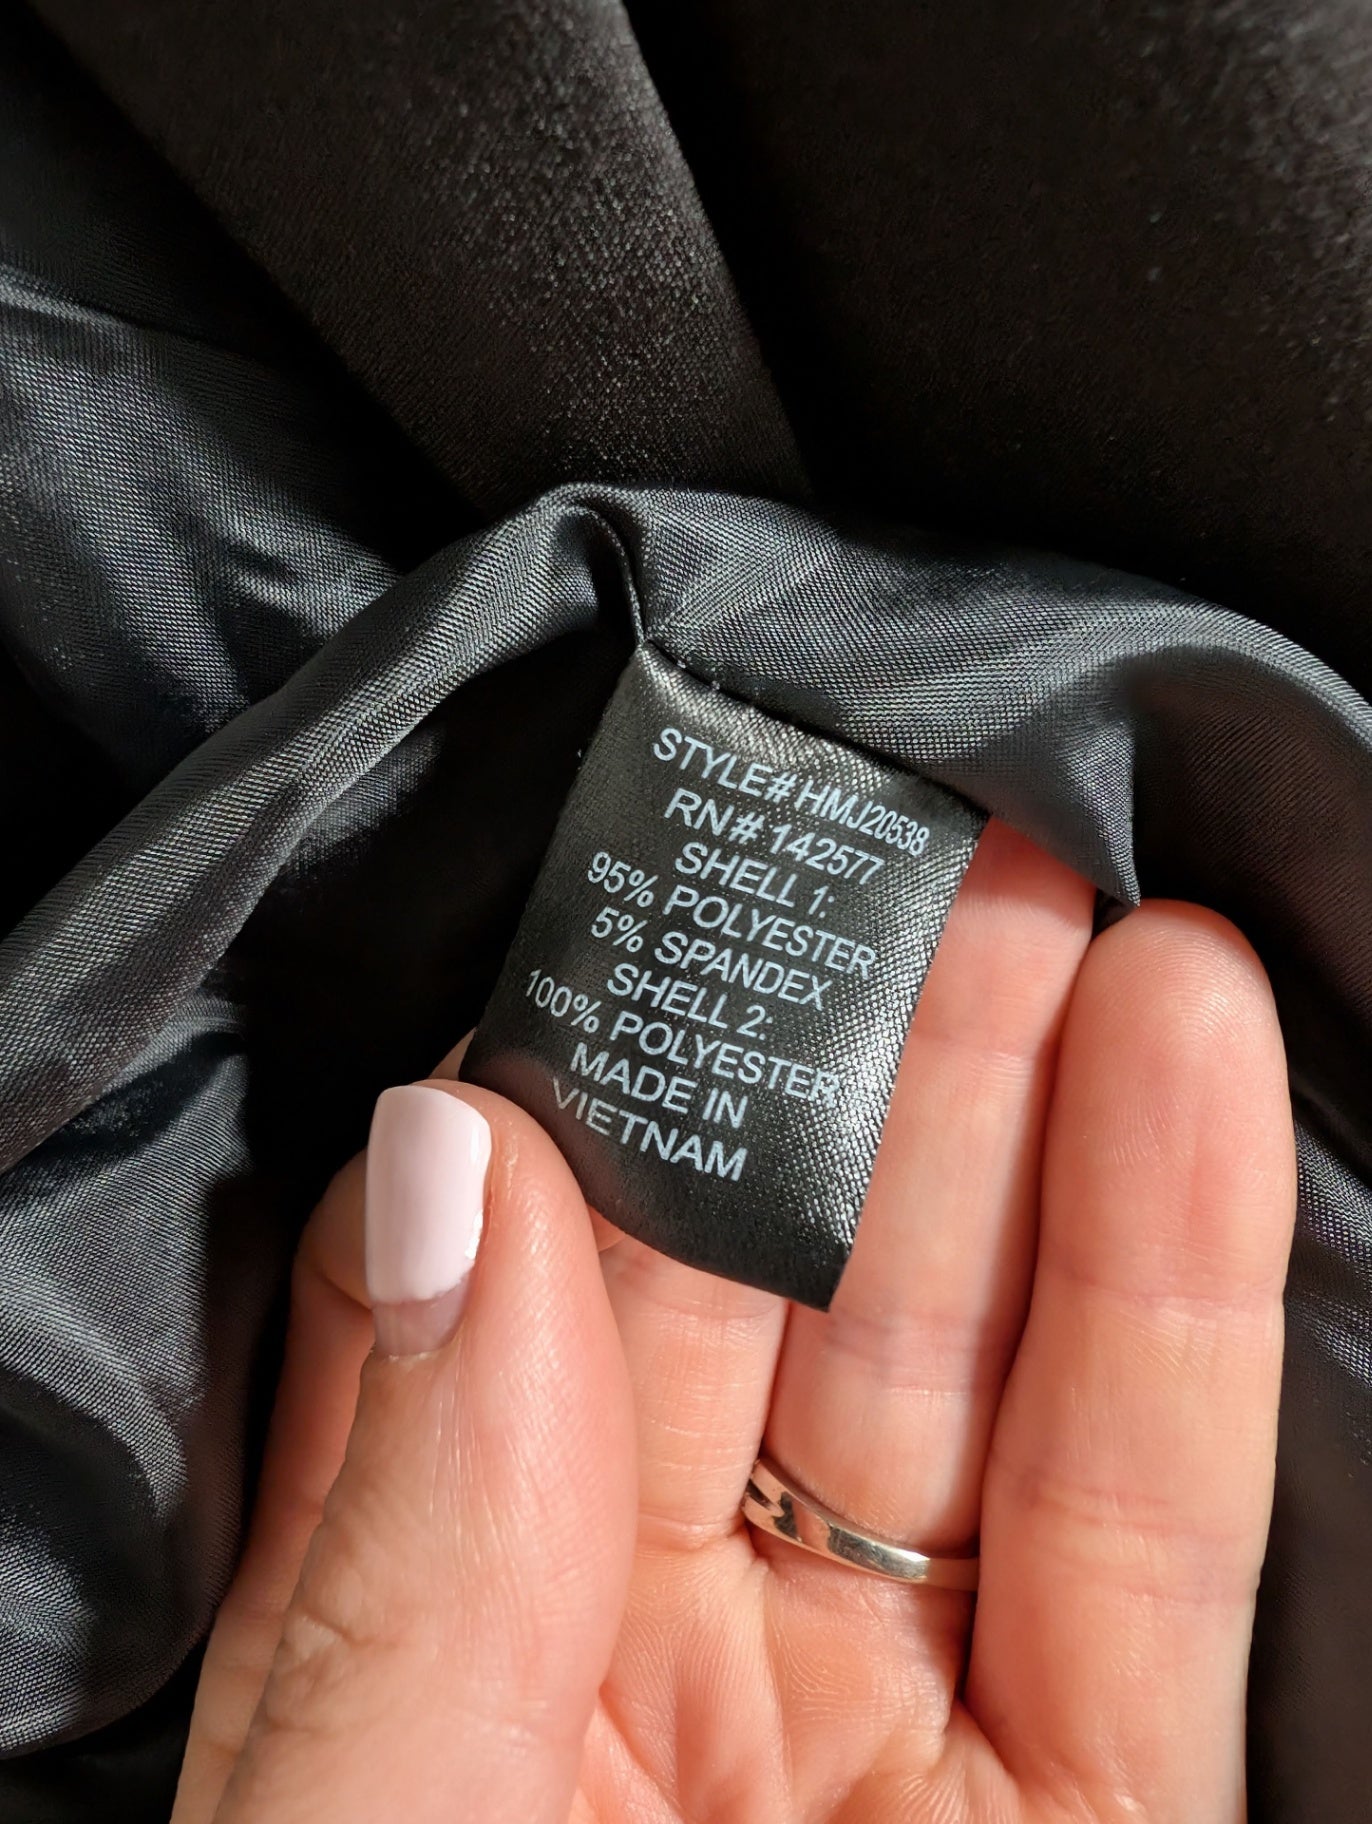 STYLE# HMJ20538
RN# 142577
SHELL 1:
95% POLYESTER
5% SPANDEX
SHELL 2:
100% POLYESTER
MADE IN
VIETNAM